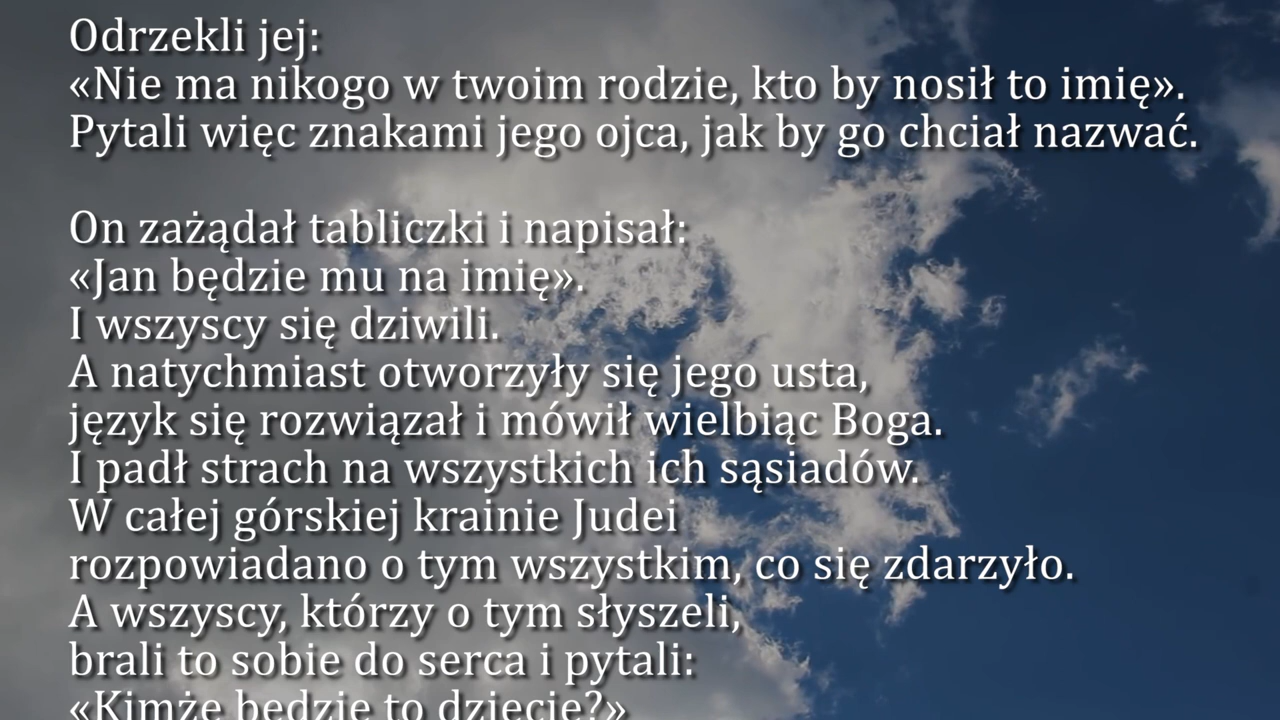 Odrzekli jej:
«Nie ma nikogo w twoim rodzie, kto by nosił to imię».
Pytali więc znakami jego ojca, jak by go chciał nazwać.
On zażądał tabliczki i napisał:
«Jan będzie mu na imię».
I wszyscy się dziwili.
A natychmiast otworzyły się jego usta,
język się rozwiązał i mówił wielbiąc Boga.
I padł strach na wszystkich ich sąsiadów.
W całej górskiej krainie Judei
rozpowiadano o tym wszystkim, co się zdarzyło.
A wszyscy, którzy o tym słyszeli,
brali to sobie do serca i pytali:
«Kimże będzie to dziecię?»